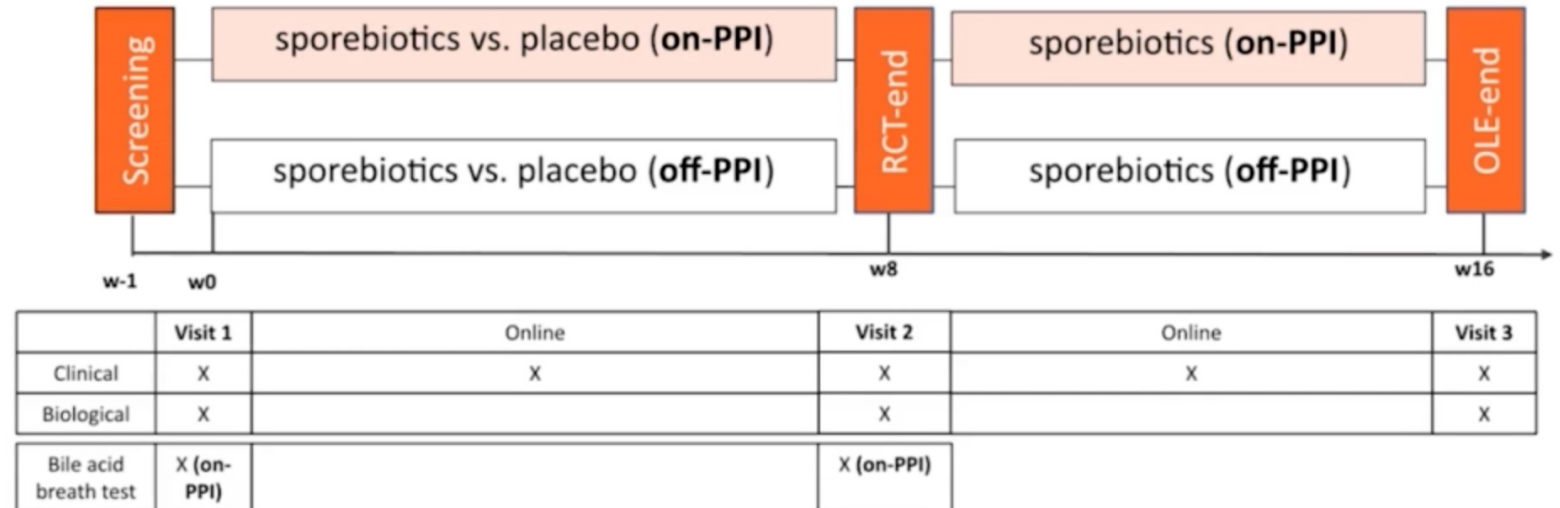 Screening
sporebiotics vs. placebo (on-PPI)
RCT-end
sporebiotics (on-PPI)
OLE-end
sporebiotics vs. placebo (off-PPI)
sporebiotics (off-PPI)
w-1
w0
w8
w16
Visit 1
Online
Visit 2
Online
Visit 3
Clinical
X
X
X
X
X
Biological
X
X
X
Bile acid
breath test
X (on-
PPI)
X (on-PPI)